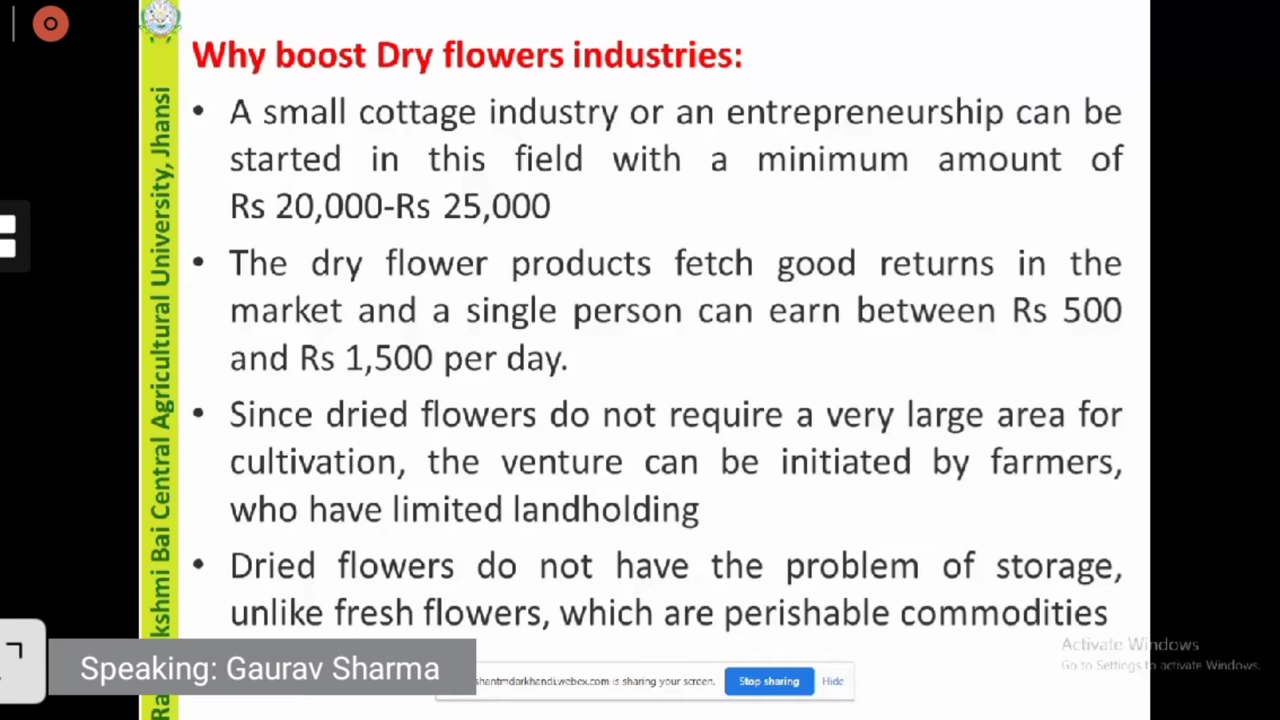 Why boost Dry flowers industries:
• A small cottage industry or an entrepreneurship can be
started in this field with a minimum amount of
Rs 20,000-Rs 25,000
• The dry flower products fetch good returns in the
market and a single person can earn between Rs 500
and Rs 1,500 per day.
• Since dried flowers do not require a very large area for
cultivation, the venture can be initiated by farmers,
who have limited landholding
• Dried flowers do not have the problem of storage,
unlike fresh flowers, which are perishable commodities
Bai Central Agricultural University, Jhansi
Speaking: Gaurav Sharma
is sharing your screen.
Stop sharing
Hide
Activate Windows
Go to Settings to activate Windows.